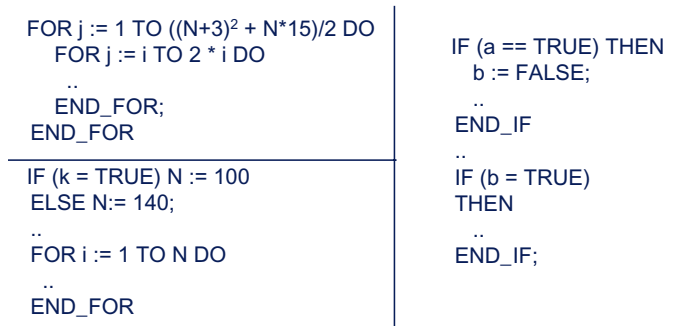 FOR j := 1 TO ((N+3)² + N*15)/2 DO
FOR j := i TO 2 * i DO
..
END_FOR;
END_FOR
IF (k = TRUE) N := 100
ELSE N:= 140;
..
FOR i := 1 TO N DO
..
END_FOR
IF (a == TRUE) THEN
b := FALSE;
..
END_IF
..
IF (b = TRUE)
THEN
..
END_IF;